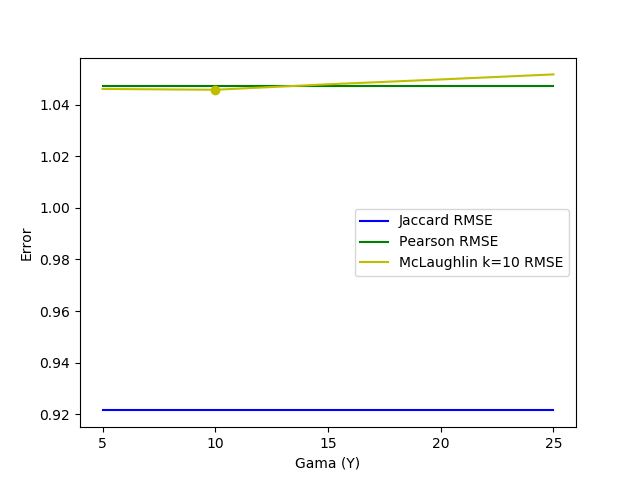 1.04
1.02
1.00
0.98
0.96
0.94
0.92
Error
Jaccard RMSE
Pearson RMSE
McLaughlin k=10 RMSE
5 10 15 20 25
Gama (Y)